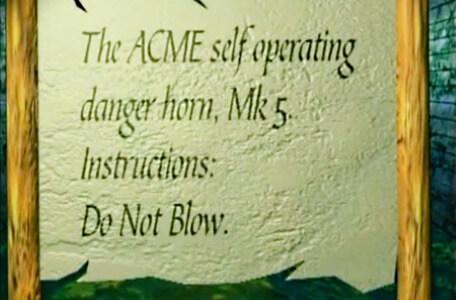 The ACME self operating
danger horn, Mk 5.
Instructions:
Do Not Blow.